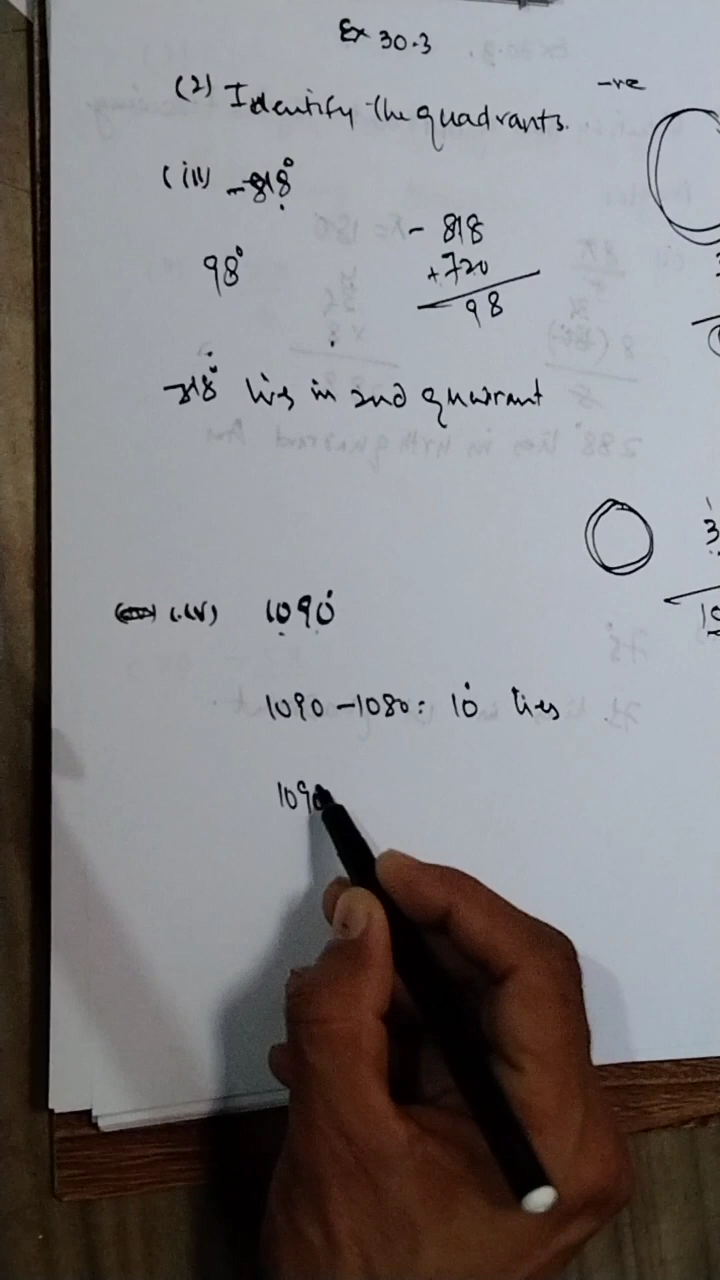 Ex 30.3
(2) Identify the quadrants. -ve
(iii) -818°
98°
- 818
+720
- 98
-818° lies in 2nd quadrant
(iv) 1090°
1090 - 1080 = 10° lies
1090